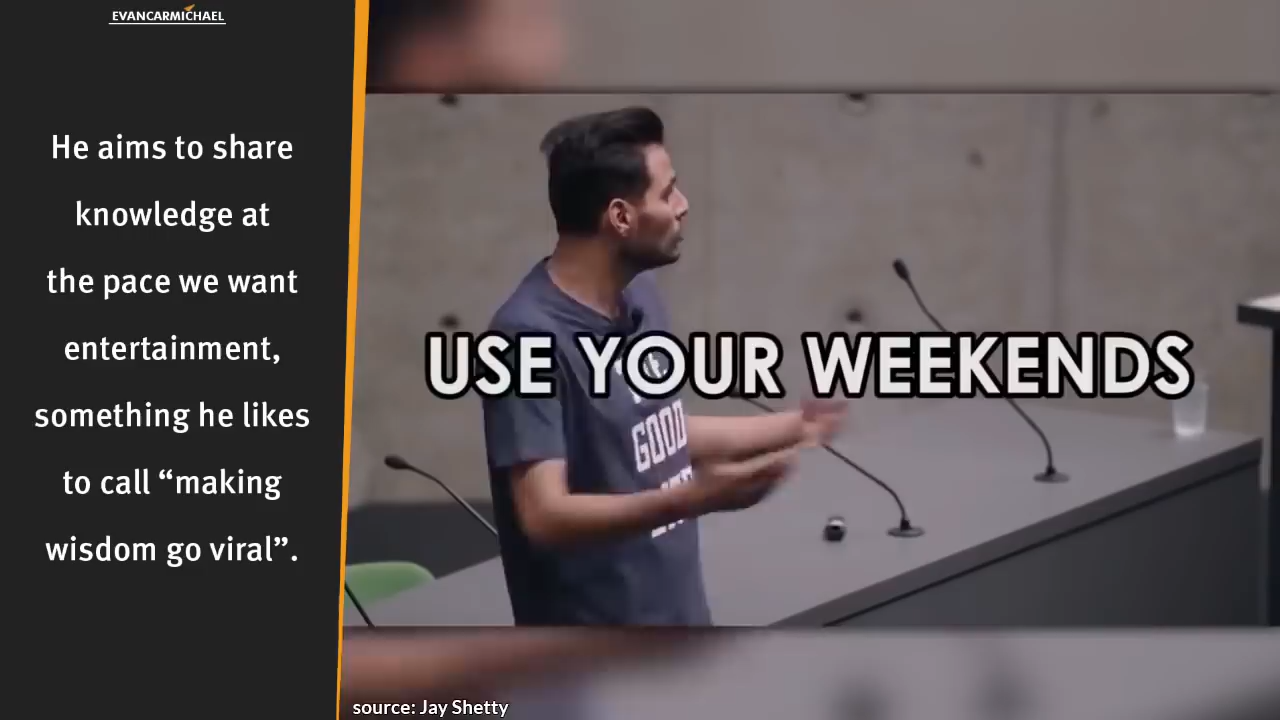 EVANCARMICHAEL
He aims to share
knowledge at
the pace we want
entertainment,
something he likes
to call “making
wisdom go viral”.
USE YOUR WEEKENDS
GOOD
source: Jay Shetty